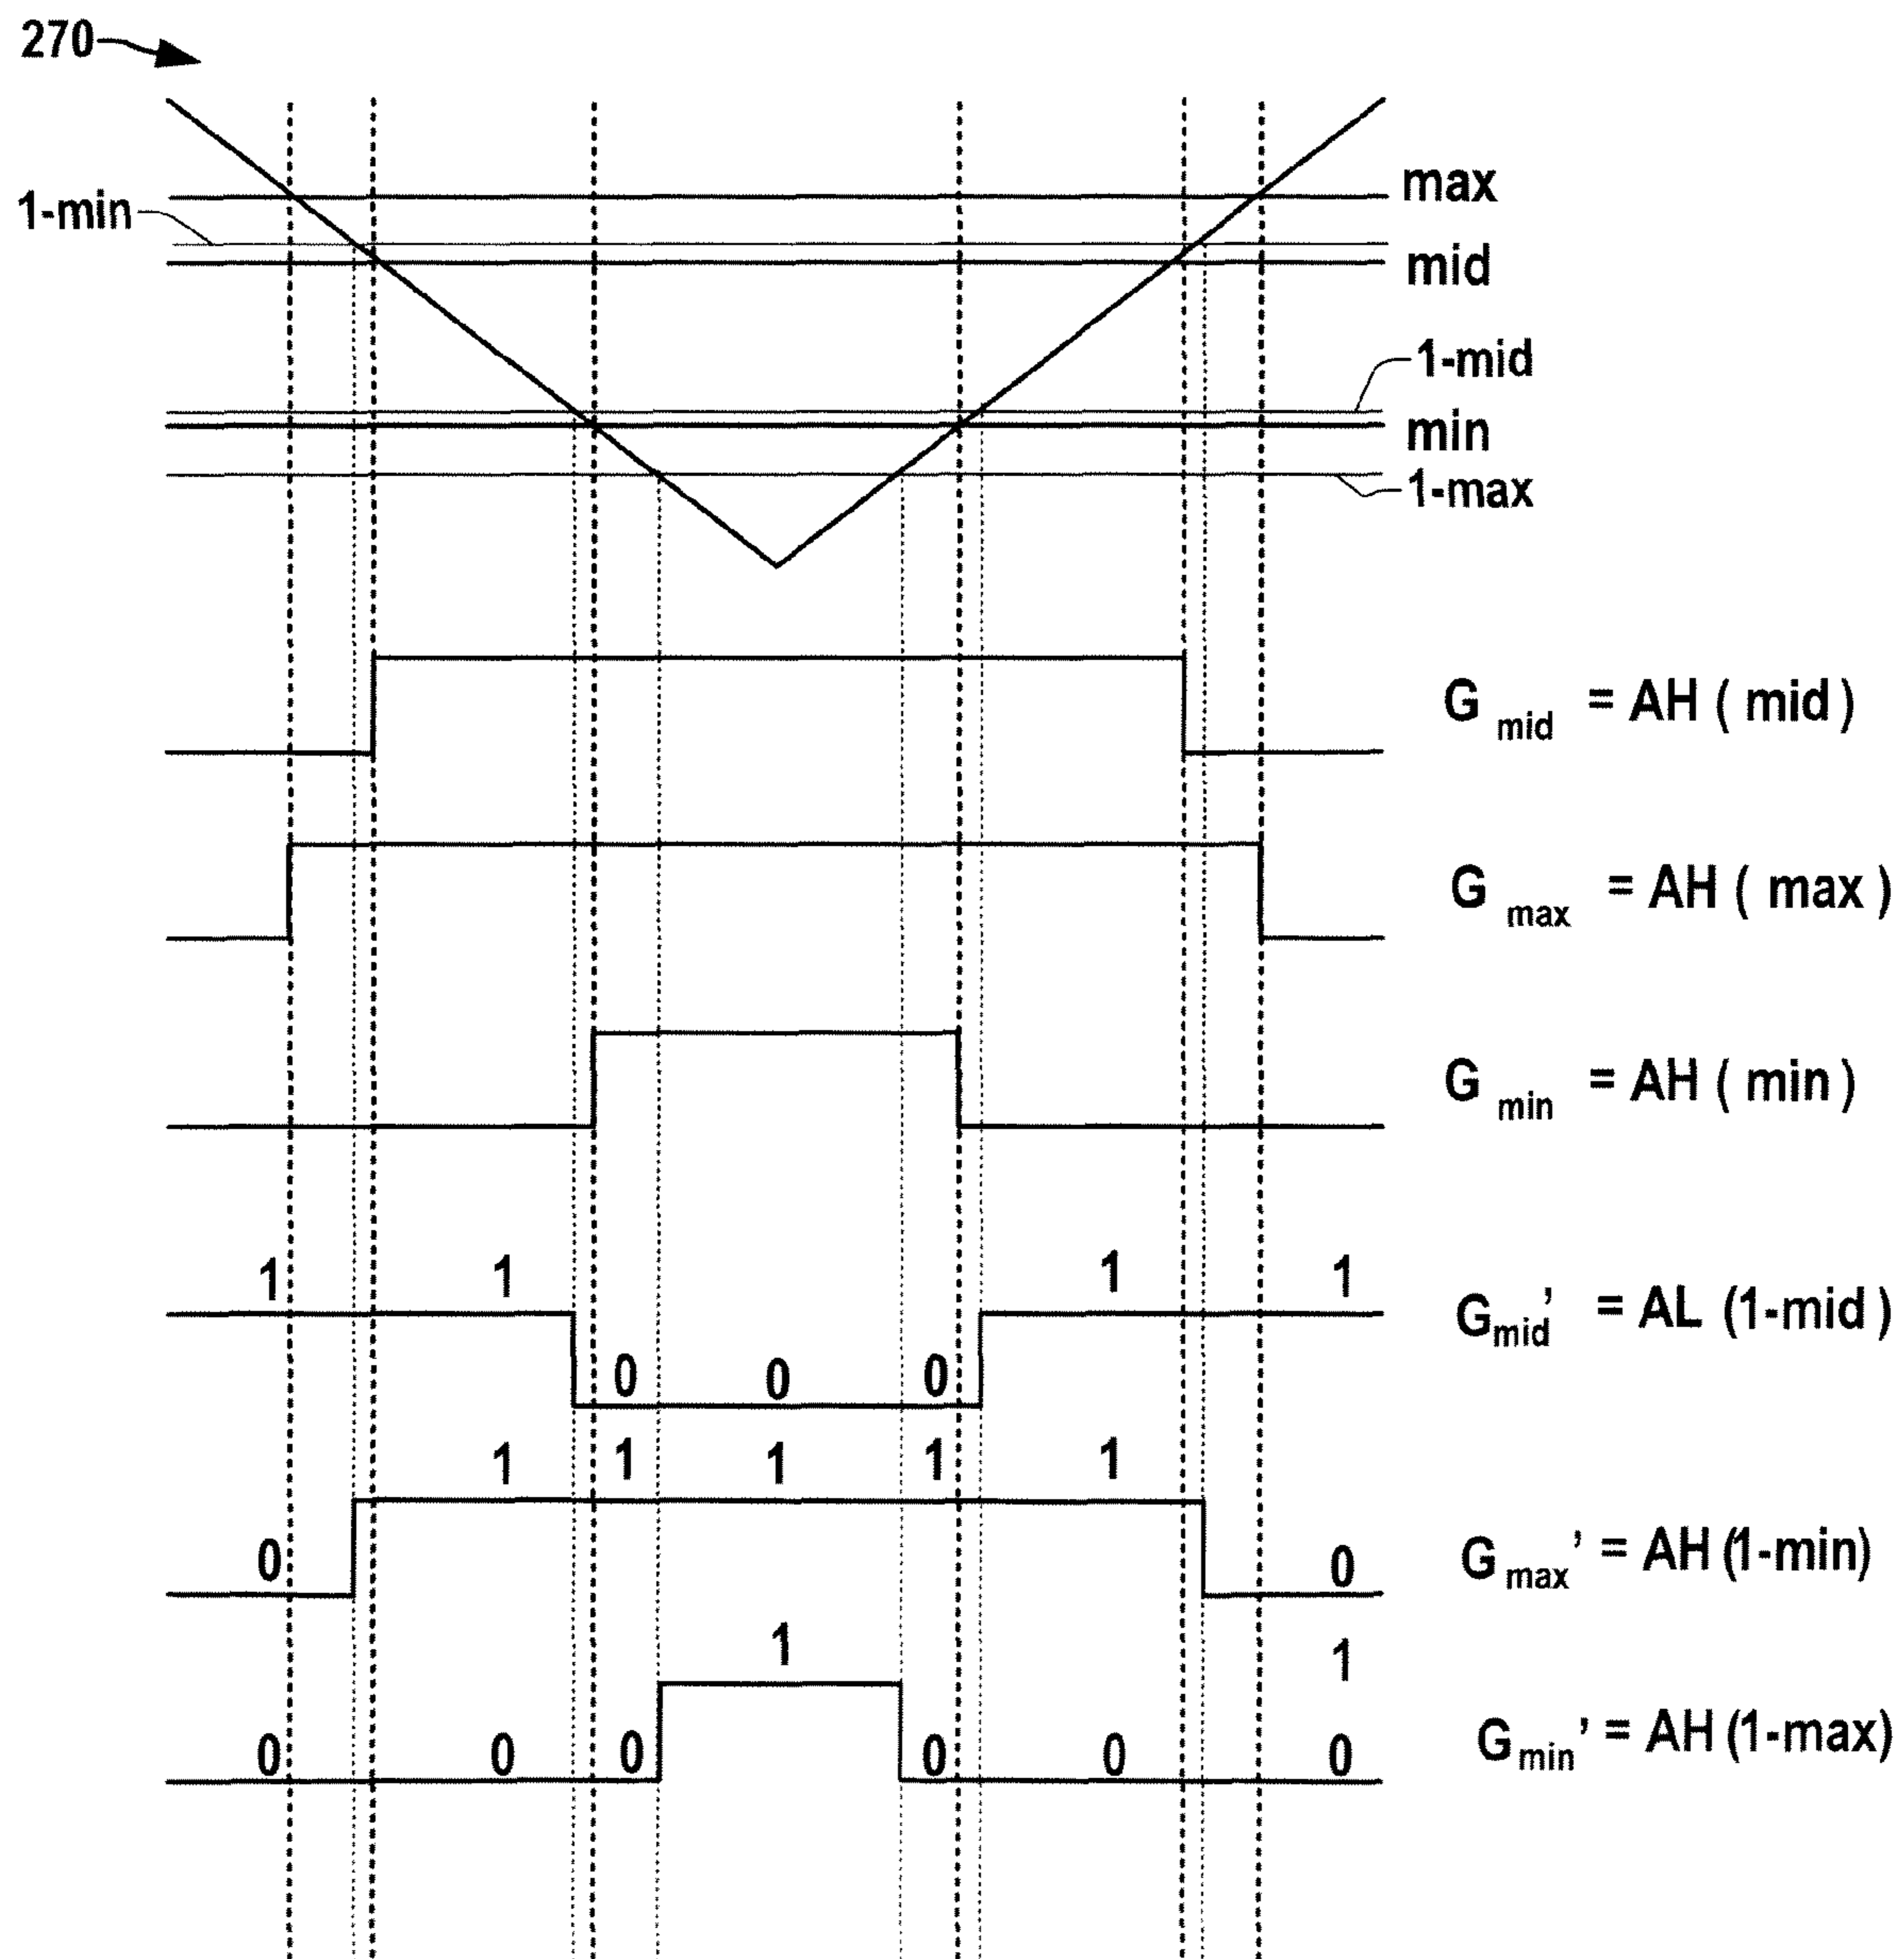 270
max
1-min
mid
1-mid
min
1-max
G mid = AH ( mid )
G max = AH ( max )
G min = AH ( min )
1 1 1 1
Gmid' = AL (1-mid )
0 0 0
1 1 1 1 1
0 0
G max' = AH (1-min)
1 1
0 0 0 0 0 0
G min' = AH (1-max)